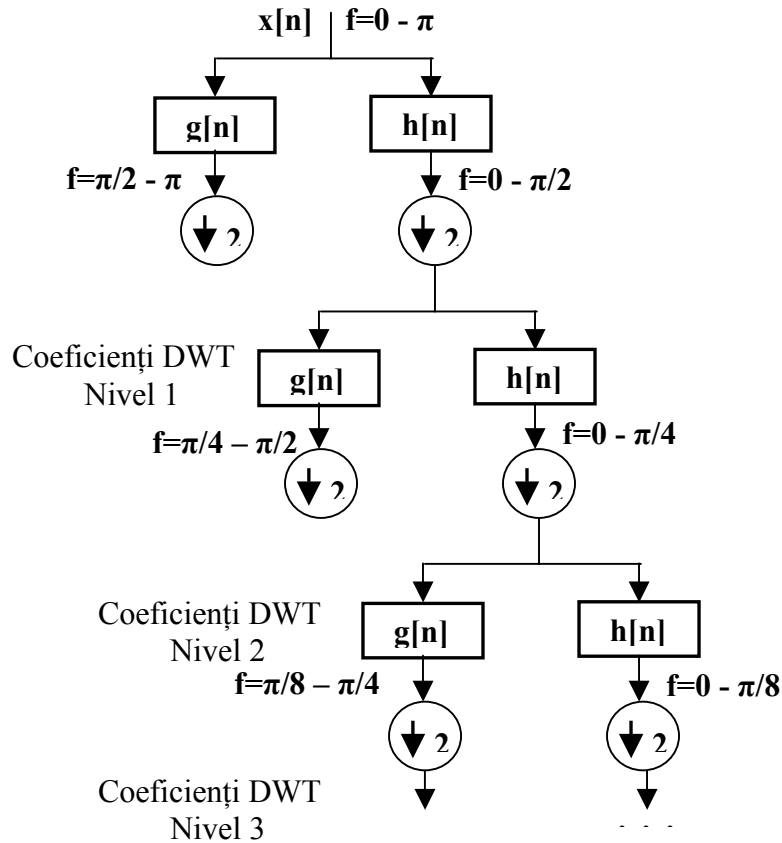 x[n] f=0 - π
g[n] h[n]
f=π/2 - π f=0 - π/2
2 2
Coeficienți DWT
Nivel 1
g[n] h[n]
f=π/4 – π/2 f=0 - π/4
2 2
Coeficienți DWT
Nivel 2
g[n] h[n]
f=π/8 – π/4 f=0 - π/8
2 2
Coeficienți DWT
Nivel 3
. . .